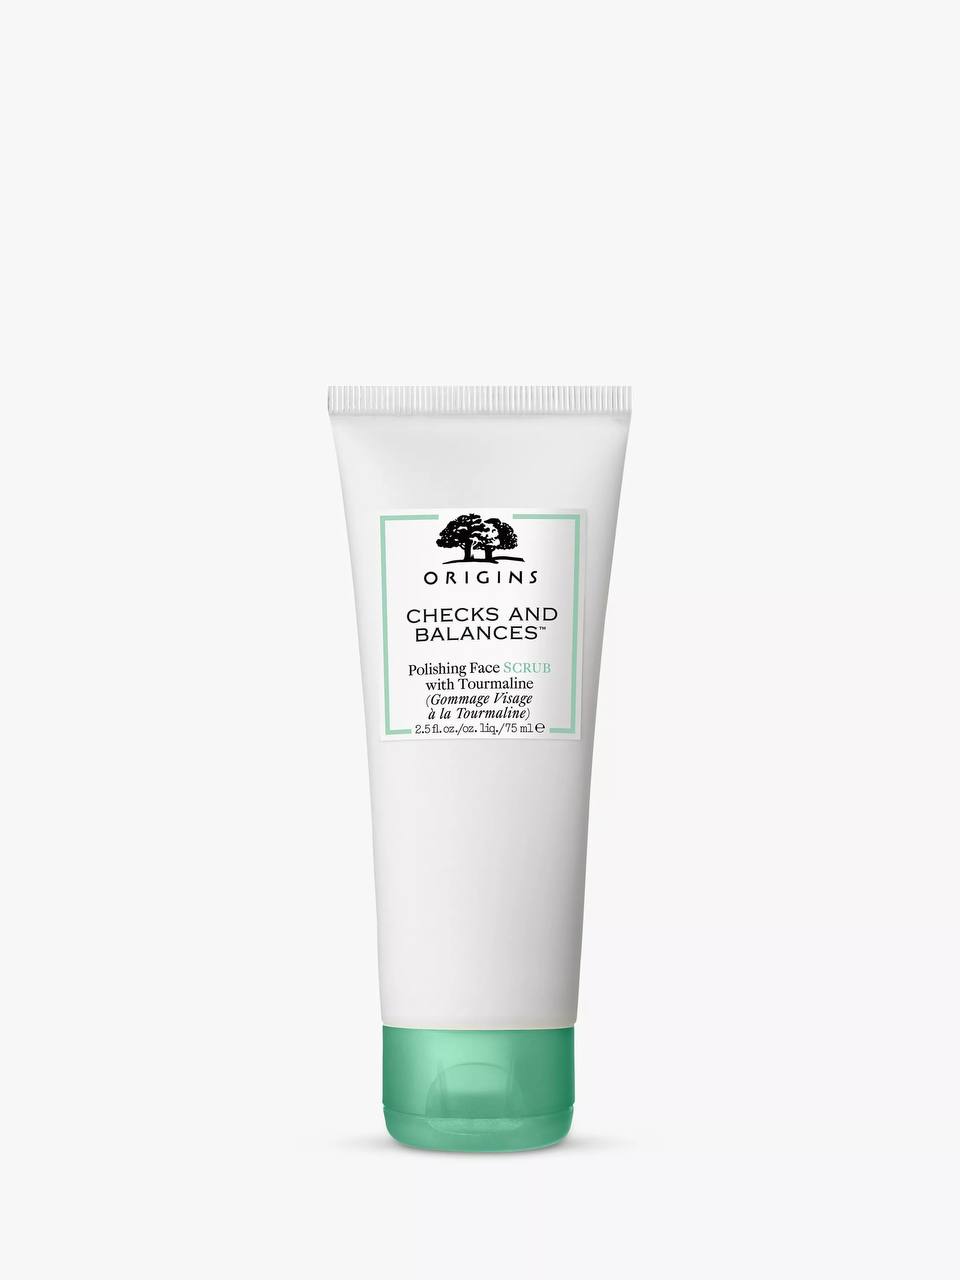 ORIGINS
CHECKS AND
BALANCES™
Polishing Face SCRUB
with Tourmaline
(Gommage Visage
à la Tourmaline)
2.5 fl. oz./oz. liq./75 ml ℮